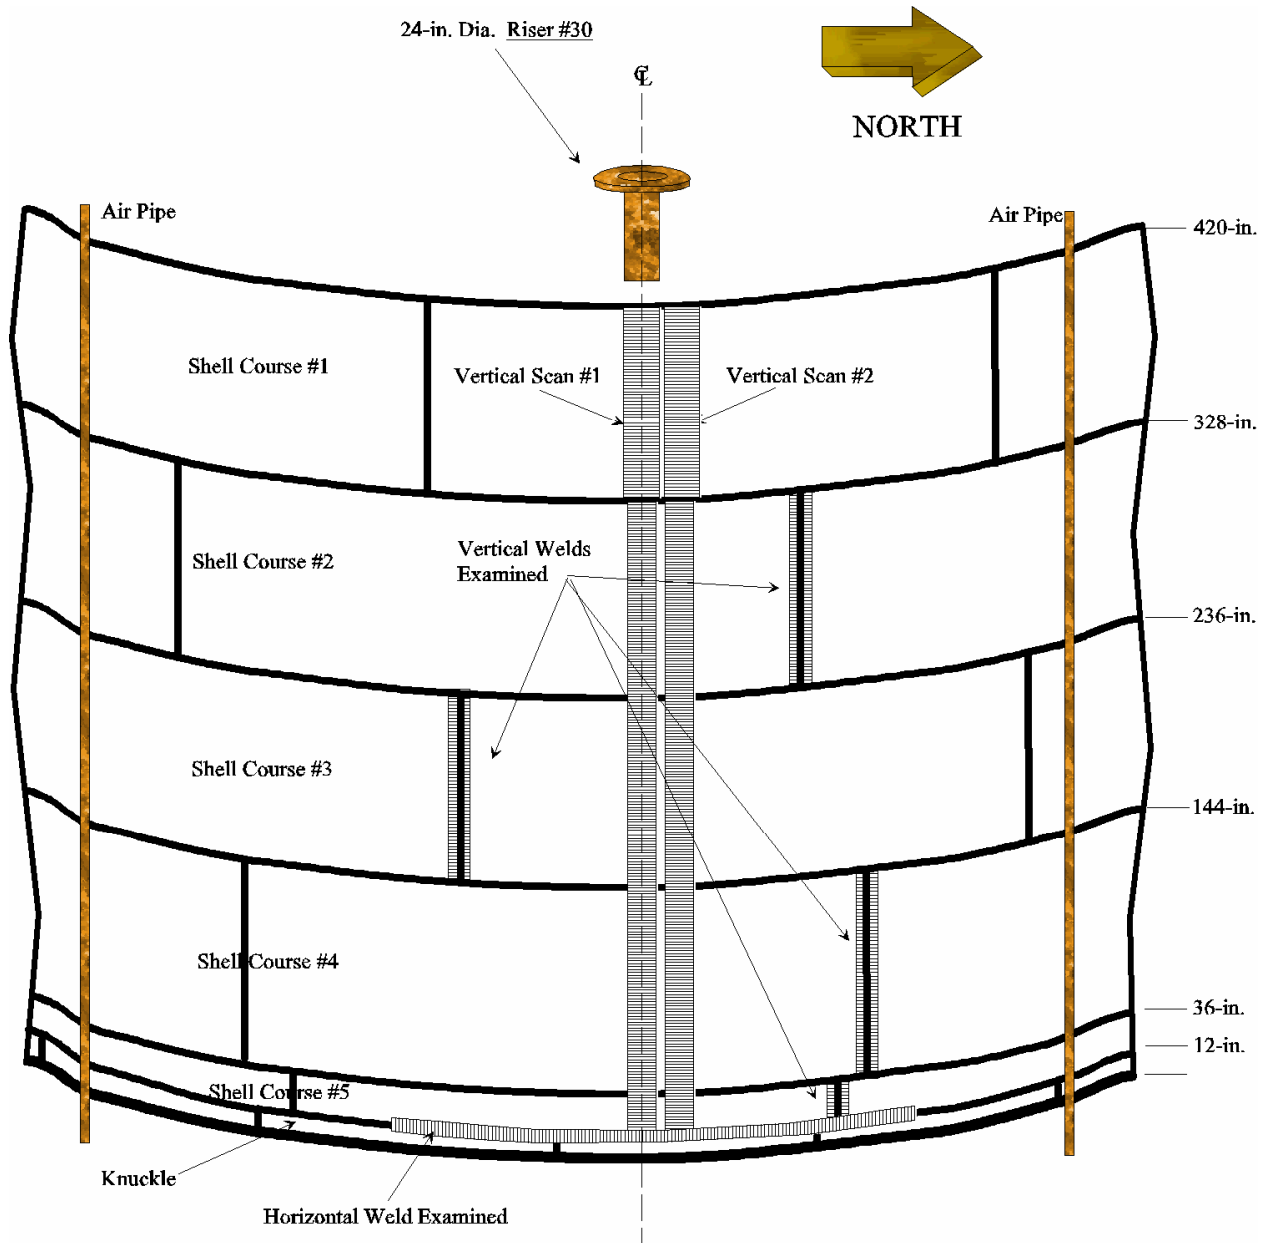 24-in. Dia. Riser #30
℄
NORTH
Air Pipe
Air Pipe
420-in.
Shell Course #1
Vertical Scan #1
Vertical Scan #2
328-in.
Shell Course #2
Vertical Welds
Examined
236-in.
Shell Course #3
144-in.
Shell Course #4
36-in.
12-in.
Shell Course #5
Knuckle
Horizontal Weld Examined